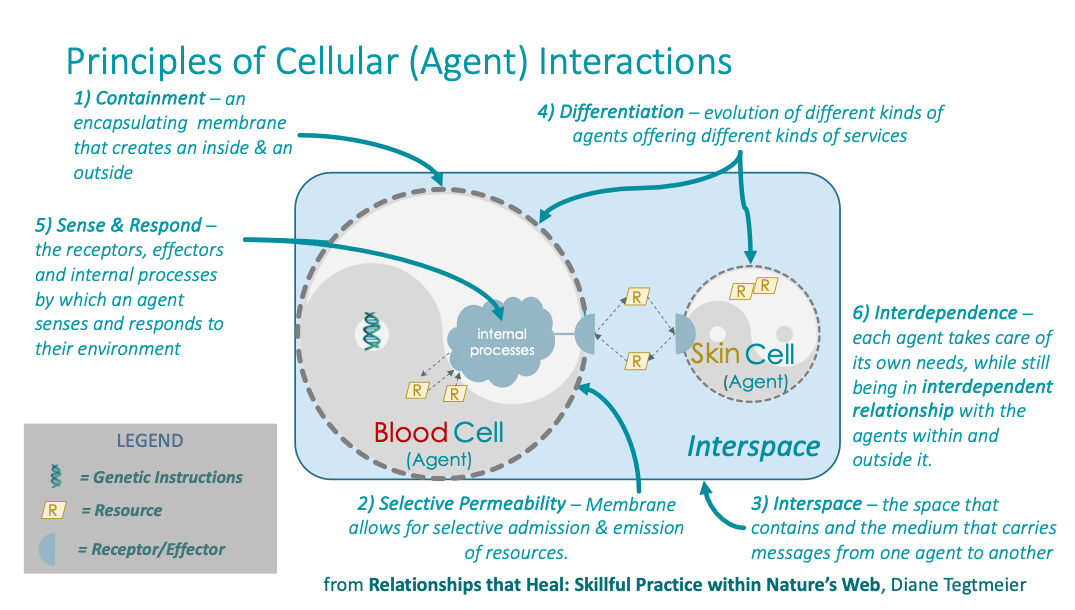 Principles of Cellular (Agent) Interactions
1) Containment – an
encapsulating membrane
that creates an inside & an
outside
4) Differentiation – evolution of different kinds of
agents offering different kinds of services
5) Sense & Respond –
the receptors, effectors
and internal processes
by which an agent
senses and responds to
their environment
internal
processes
R
R
R
R
R
R
Skin Cell
(Agent)
Blood Cell
(Agent)
Interspace
6) Interdependence –
each agent takes care of
its own needs, while still
being in interdependent
relationship with the
agents within and
outside it.
LEGEND
= Genetic Instructions
R = Resource
= Receptor/Effector
2) Selective Permeability – Membrane
allows for selective admission & emission
of resources.
3) Interspace – the space that
contains and the medium that carries
messages from one agent to another
from Relationships that Heal: Skillful Practice within Nature's Web, Diane Tegtmeier